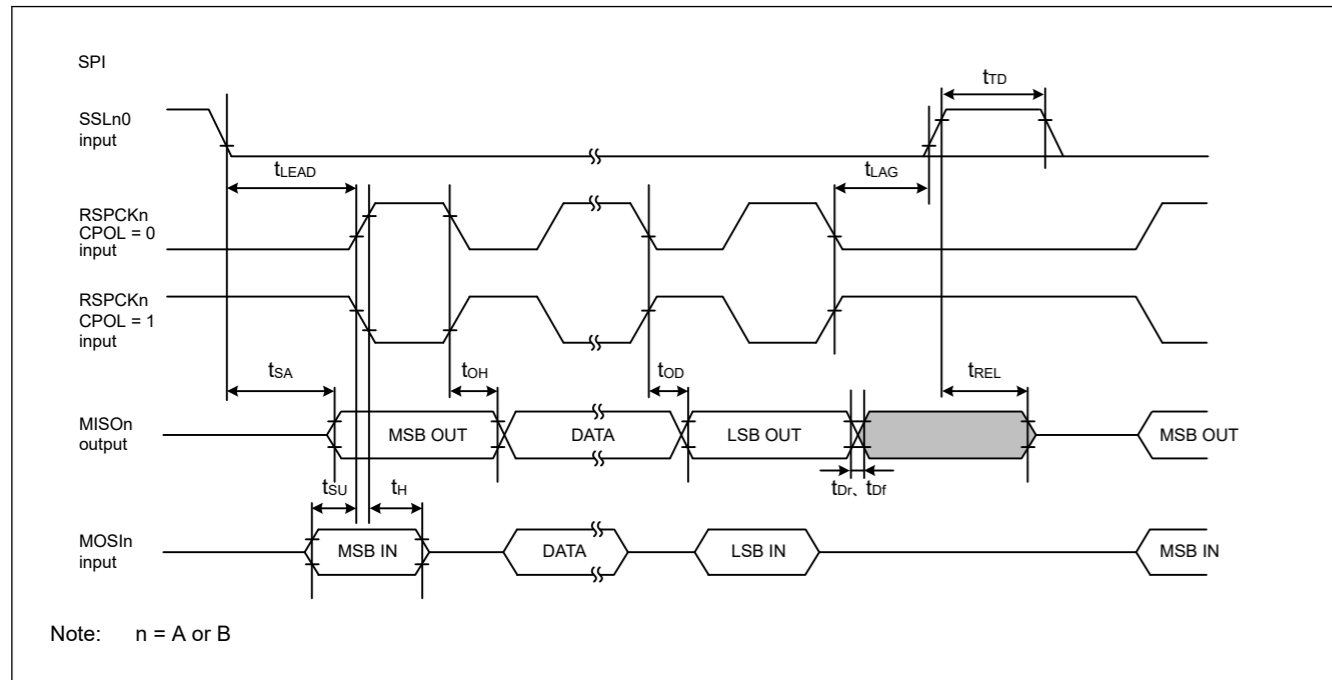 SPI
tTD
SSLn0
input
tLEAD
tLAG
RSPCKn
CPOL = 0
input
RSPCKn
CPOL = 1
input
tSA
tOH
tOD
tREL
MISOn
output
MSB OUT
DATA
LSB OUT
MSB OUT
tSU
tH
tDr、tDf
MOSIn
input
MSB IN
DATA
LSB IN
MSB IN
Note: n = A or B